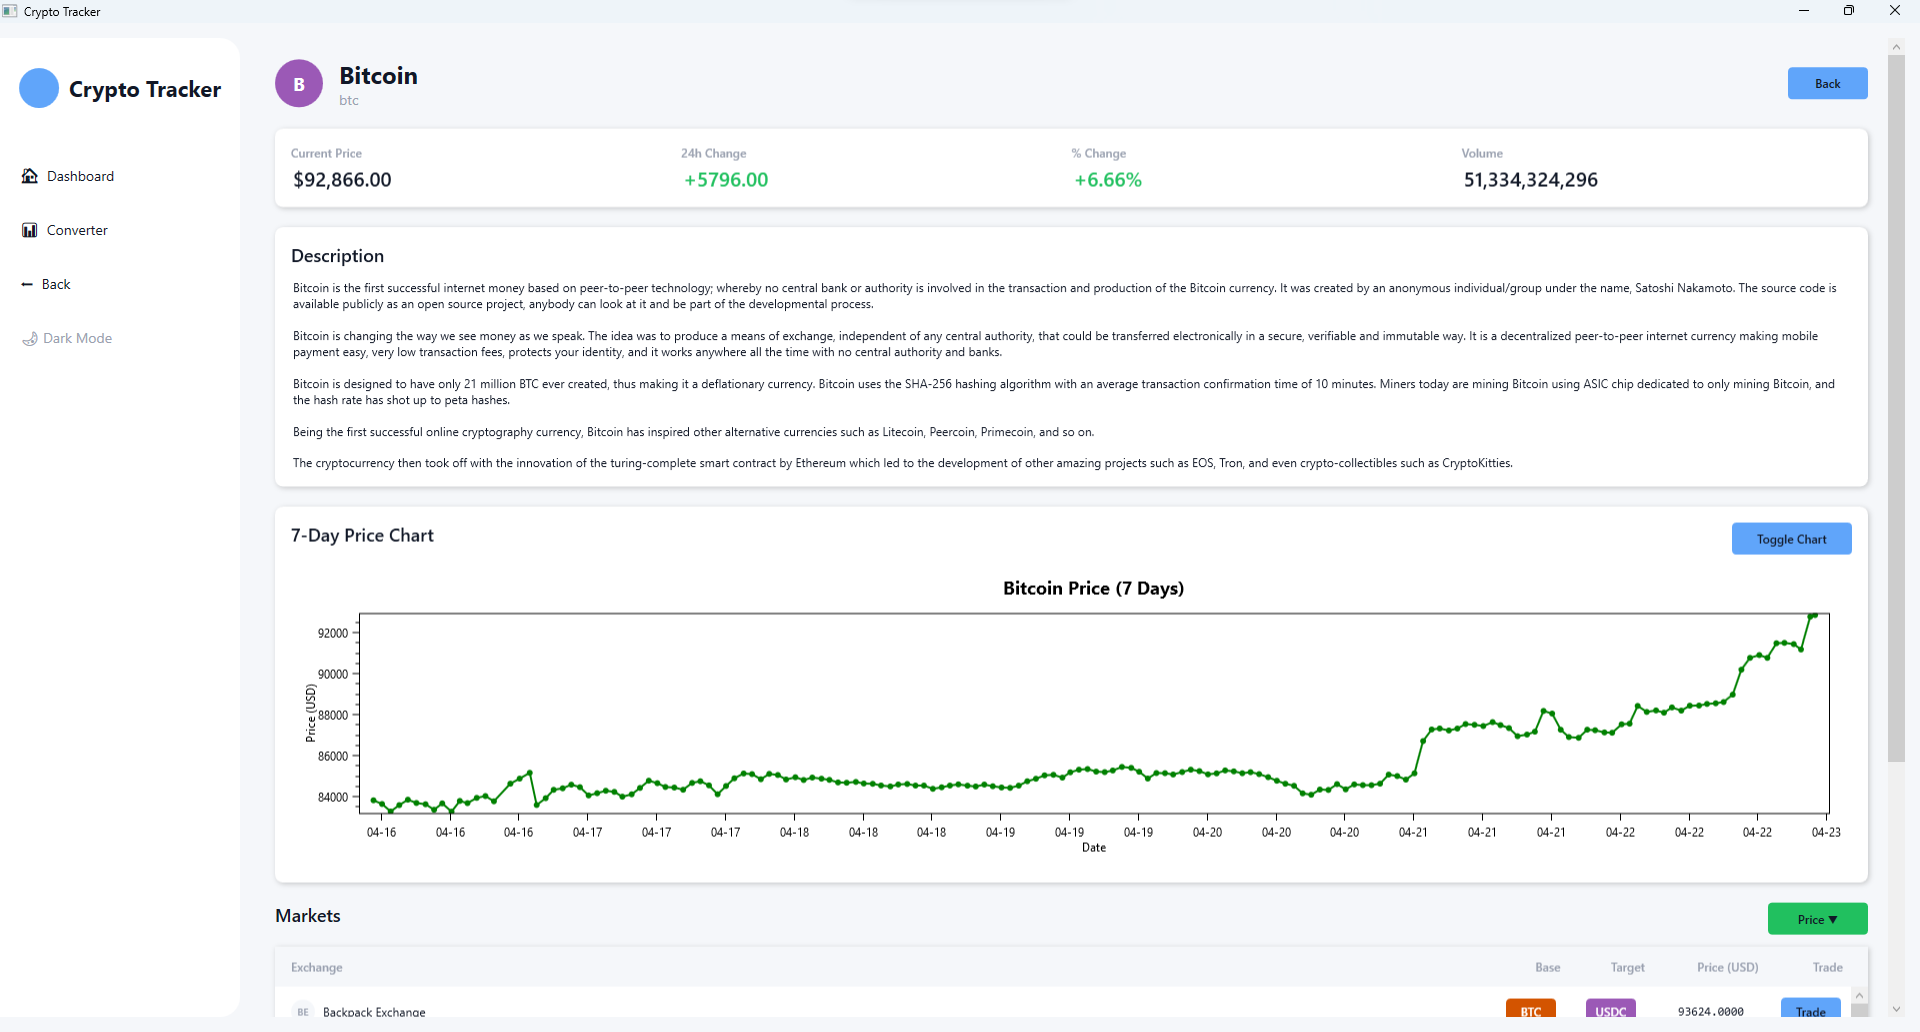 Crypto Tracker
Crypto Tracker
Dashboard
Converter
Back
Dark Mode
B
Bitcoin
btc
Back
Current Price
$92,866.00
24h Change
+5796.00
% Change
+6.66%
Volume
51,334,324,296
Description
Bitcoin is the first successful internet money based on peer-to-peer technology; whereby no central bank or authority is involved in the transaction and production of the Bitcoin currency. It was created by an anonymous individual/group under the name, Satoshi Nakamoto. The source code is
available publicly as an open source project, anybody can look at it and be part of the developmental process.
Bitcoin is changing the way we see money as we speak. The idea was to produce a means of exchange, independent of any central authority, that could be transferred electronically in a secure, verifiable and immutable way. It is a decentralized peer-to-peer internet currency making mobile
payment easy, very low transaction fees, protects your identity, and it works anywhere all the time with no central authority and banks.
Bitcoin is designed to have only 21 million BTC ever created, thus making it a deflationary currency. Bitcoin uses the SHA-256 hashing algorithm with an average transaction confirmation time of 10 minutes. Miners today are mining Bitcoin using ASIC chip dedicated to only mining Bitcoin, and
the hash rate has shot up to peta hashes.
Being the first successful online cryptography currency, Bitcoin has inspired other alternative currencies such as Litecoin, Peercoin, Primecoin, and so on.
The cryptocurrency then took off with the innovation of the turing-complete smart contract by Ethereum which led to the development of other amazing projects such as EOS, Tron, and even crypto-collectibles such as CryptoKitties.
7-Day Price Chart
Toggle Chart
Bitcoin Price (7 Days)
Price (USD)
92000
90000
88000
86000
84000
04-16 04-16 04-16 04-17 04-17 04-17 04-18 04-18 04-18 04-19 04-19 04-19 04-20 04-20 04-20 04-21 04-21 04-21 04-22 04-22 04-22 04-23
Date
Markets
Price ▼
Exchange Base Target Price (USD) Trade
BE Backpack Exchange BTC USDC 93624.0000 Trade